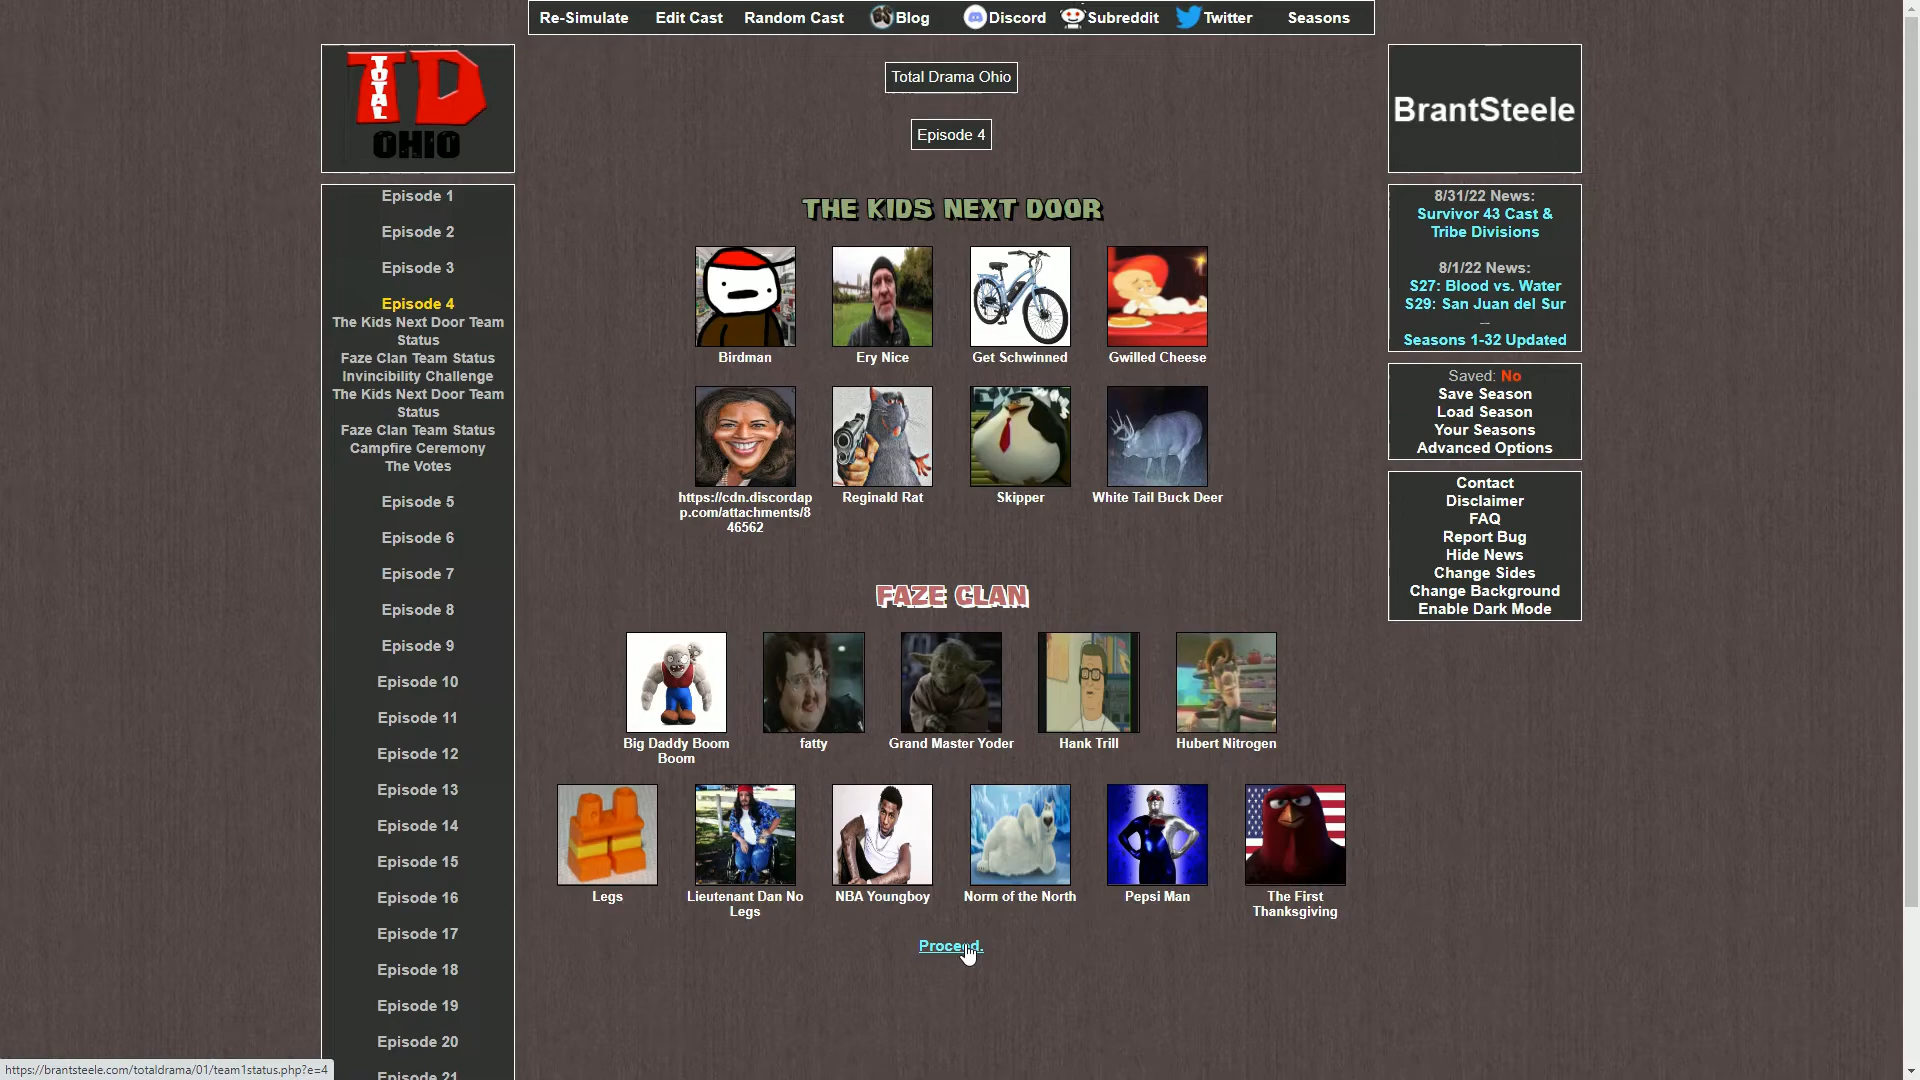 Re-Simulate Edit Cast Random Cast Blog Discord Subreddit Twitter Seasons
TOTAL
TD
OHIO
Episode 1
Episode 2
Episode 3
Episode 4
The Kids Next Door Team
Status
Faze Clan Team Status
Invincibility Challenge
The Kids Next Door Team
Status
Faze Clan Team Status
Campfire Ceremony
The Votes
Episode 5
Episode 6
Episode 7
Episode 8
Episode 9
Episode 10
Episode 11
Episode 12
Episode 13
Episode 14
Episode 15
Episode 16
Episode 17
Episode 18
Episode 19
Episode 20
Episode 21
Total Drama Ohio
Episode 4
THE KIDS NEXT DOOR
Birdman
Ery Nice
Get Schwinned
Gwilled Cheese
https://cdn.discordap
p.com/attachments/8
46562
Reginald Rat
Skipper
White Tail Buck Deer
FAZE CLAN
Big Daddy Boom
Boom
fatty
Grand Master Yoder
Hank Trill
Hubert Nitrogen
Legs
Lieutenant Dan No
Legs
NBA Youngboy
Norm of the North
Pepsi Man
The First
Thanksgiving
Proceed.
BrantSteele
8/31/22 News:
Survivor 43 Cast &
Tribe Divisions
8/1/22 News:
S27: Blood vs. Water
S29: San Juan del Sur
--
Seasons 1-32 Updated
Saved: No
Save Season
Load Season
Your Seasons
Advanced Options
Contact
Disclaimer
FAQ
Report Bug
Hide News
Change Sides
Change Background
Enable Dark Mode
https://brantsteele.com/totaldrama/01/team1status.php?e=4